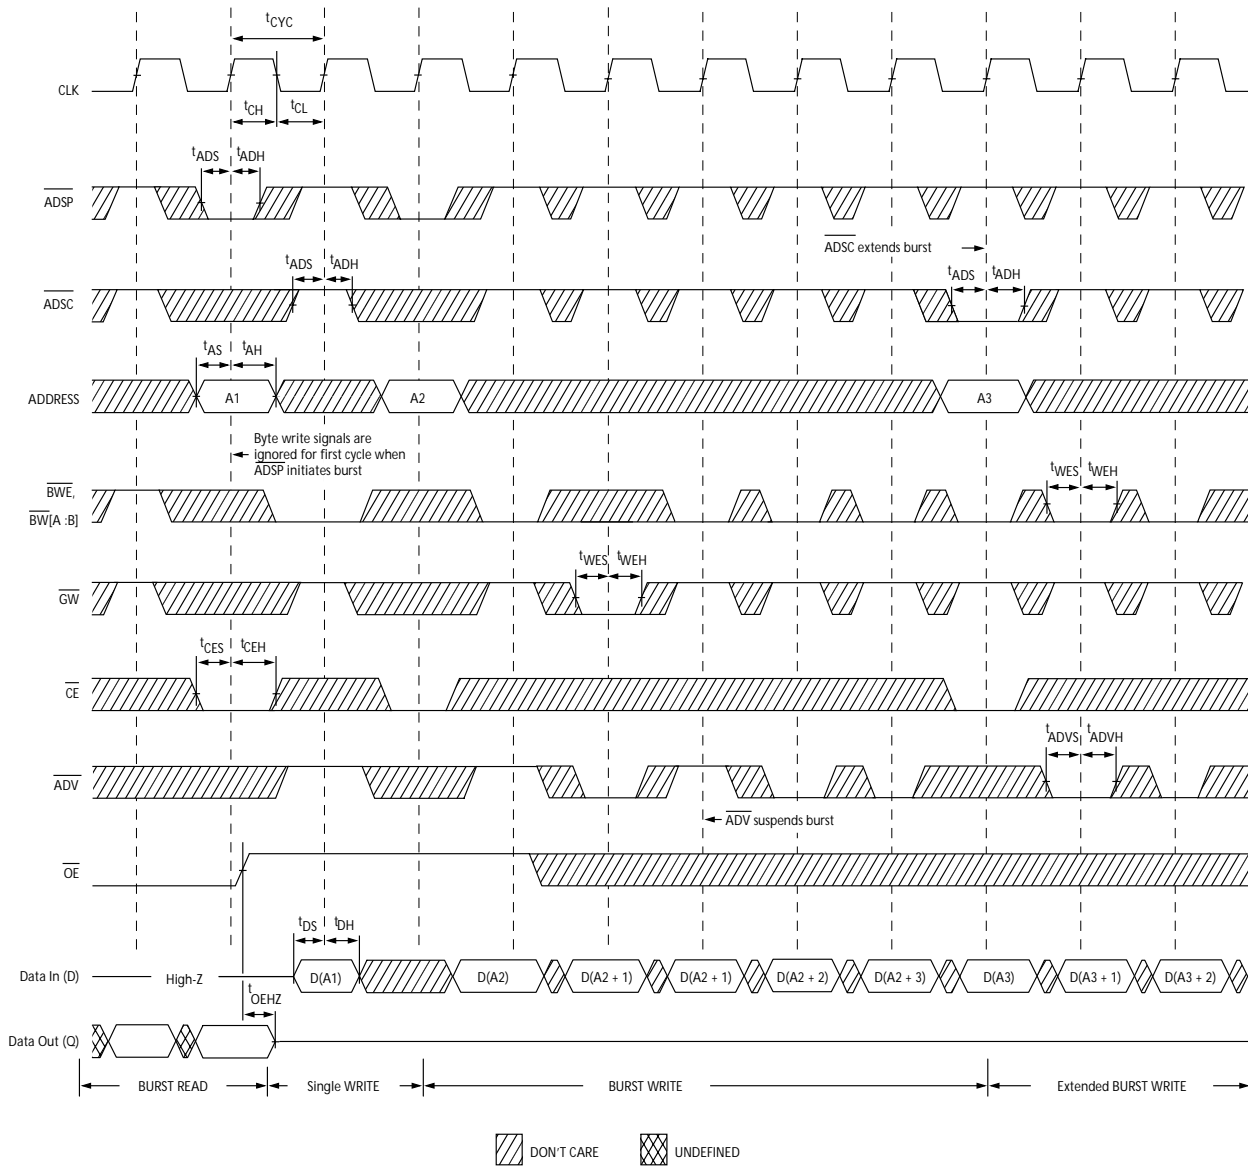 tCYC
CLK
tCH
tCL
tADS
tADH
ADSP
ADSC extends burst
tADS
tADH
tADS
tADH
ADSC
tAS
tAH
ADDRESS
A1
A2
A3
Byte write signals are
ignored for first cycle when
ADSP initiates burst
BWE,
BW[A :B]
tWES
tWEH
tWES
tWEH
GW
tCES
tCEH
CE
tADVS
tADVH
ADV
ADV suspends burst
OE
tDS
tDH
Data In (D)
High-Z
D(A1)
D(A2)
D(A2 + 1)
D(A2 + 1)
D(A2 + 2)
D(A2 + 3)
D(A3)
D(A3 + 1)
D(A3 + 2)
tOEHZ
Data Out (Q)
BURST READ
Single WRITE
BURST WRITE
Extended BURST WRITE
DON'T CARE
UNDEFINED